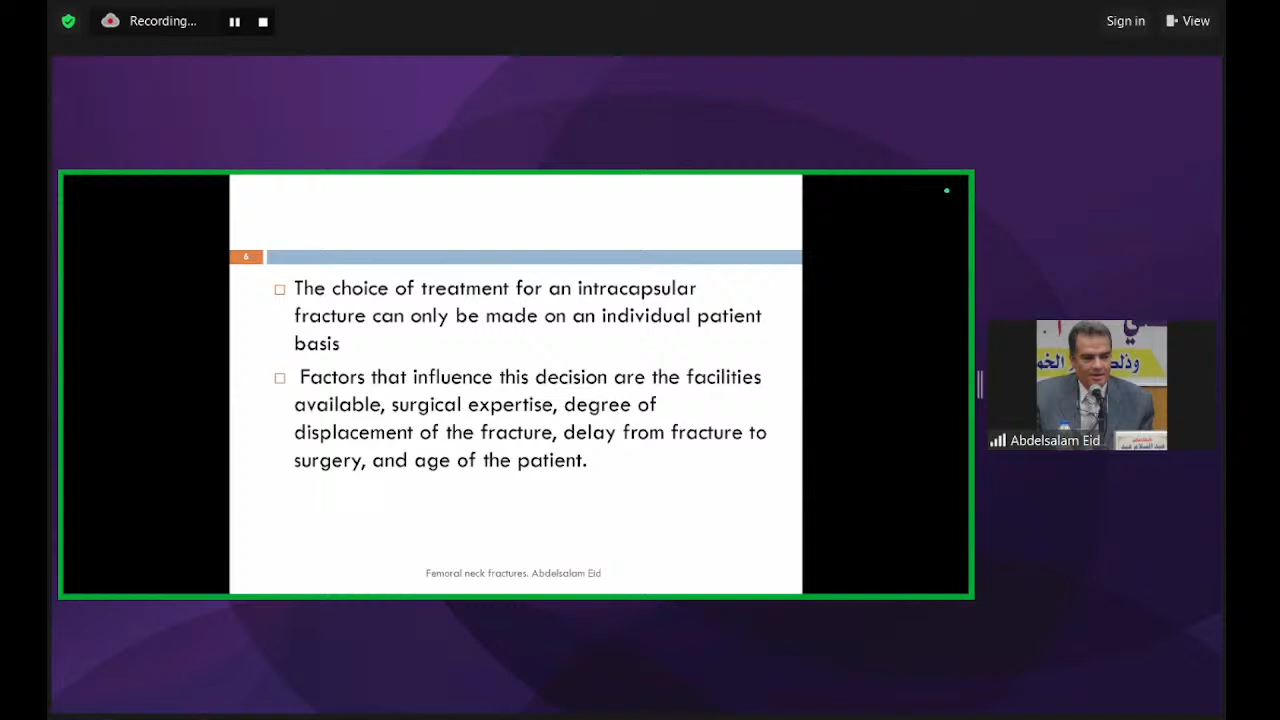 Recording...
Sign in
View
6
The choice of treatment for an intracapsular
fracture can only be made on an individual patient
basis
Factors that influence this decision are the facilities
available, surgical expertise, degree of
displacement of the fracture, delay from fracture to
surgery, and age of the patient.
Femoral neck fractures. Abdelsalam Eid
Abdelsalam Eid